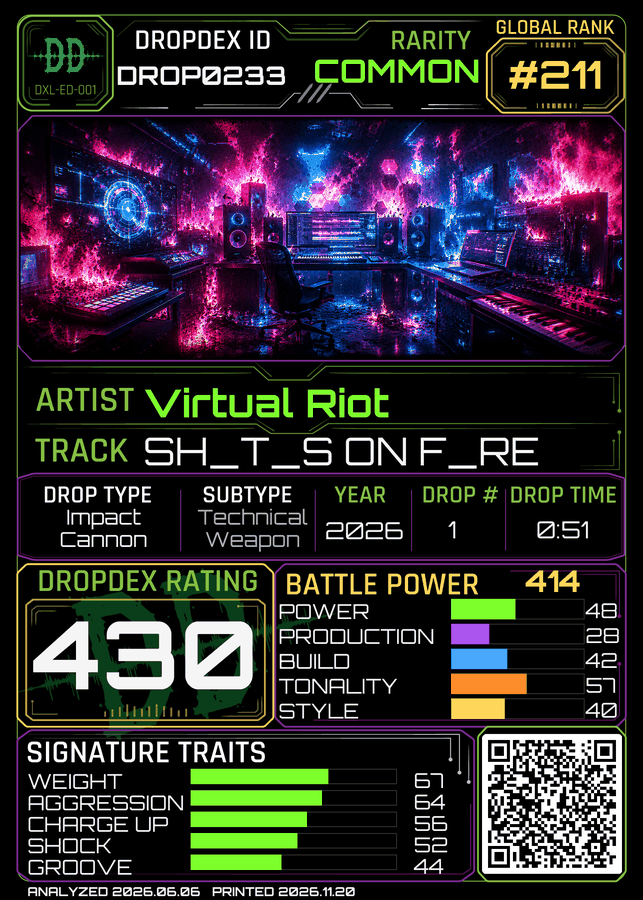 DD
DXL-ED-001
DROPDEX ID
DROP0233
RARITY
COMMON
GLOBAL RANK
#211
ARTIST Virtual Riot
TRACK SH_T_S ON F_RE
DROP TYPE
Impact
Cannon
SUBTYPE
Technical
Weapon
YEAR
2026
DROP #
1
DROP TIME
0:51
DROPDEX RATING
430
BATTLE POWER 414
POWER 48
PRODUCTION 28
BUILD 42
TONALITY 57
STYLE 40
SIGNATURE TRAITS
WEIGHT 67
AGGRESSION 64
CHARGE UP 56
SHOCK 52
GROOVE 44
ANALYZED 2026.06.06 PRINTED 2026.11.20